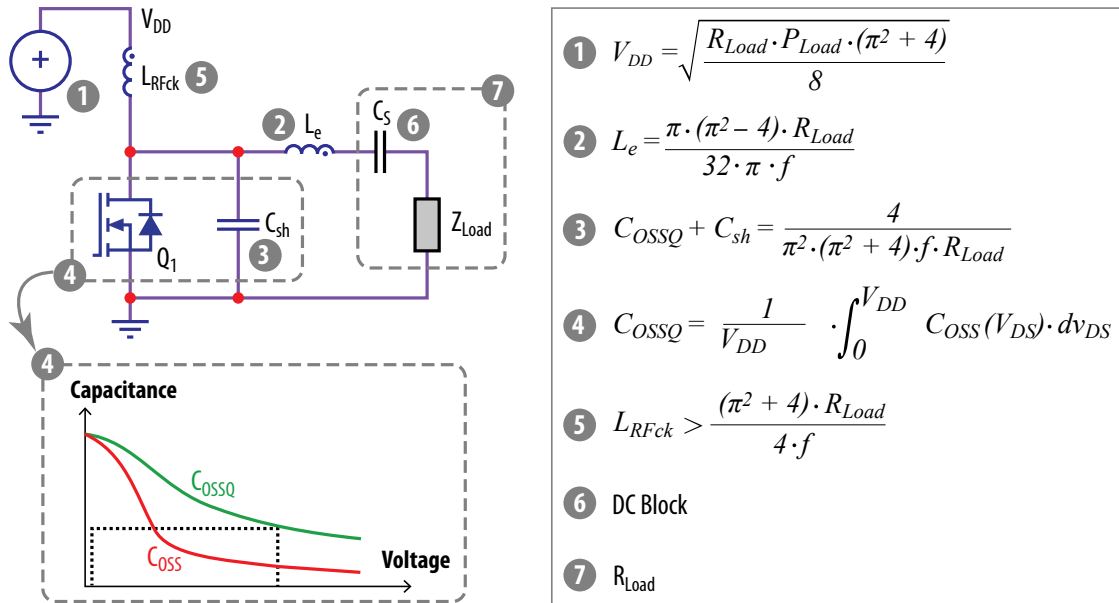 V_DD
+
L_RFck
5
1
2
L_e
C_S
6
7
Q_1
C_sh
3
Z_Load
4
4
Capacitance
C_OSSQ
C_OSS
Voltage
1 V_DD = √(R_Load · P_Load · (π² + 4) / 8)
2 L_e = π · (π² – 4) · R_Load / 32 · π · f
3 C_OSSQ + C_sh = 4 / π² · (π² + 4) · f · R_Load
4 C_OSSQ = 1 / V_DD · ∫_0^V_DD C_OSS (V_DS) · dv_DS
5 L_RFck > (π² + 4) · R_Load / 4 · f
6 DC Block
7 R_Load